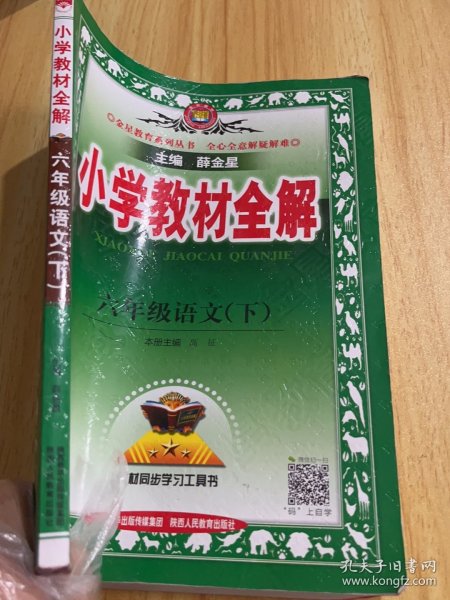 小学教材全解
六年级语文(下)
金星教育系列丛书 全心全意解疑解难
主编 薛金星
小学教材全解
JIAOCAI QUANJIE
六年级语文(下)
本册主编
微信扫一扫
"码"上自学
材同步学习工具书
出版传媒集团 陕西人民教育出版社
孔夫子旧书网
www.kongfz.com